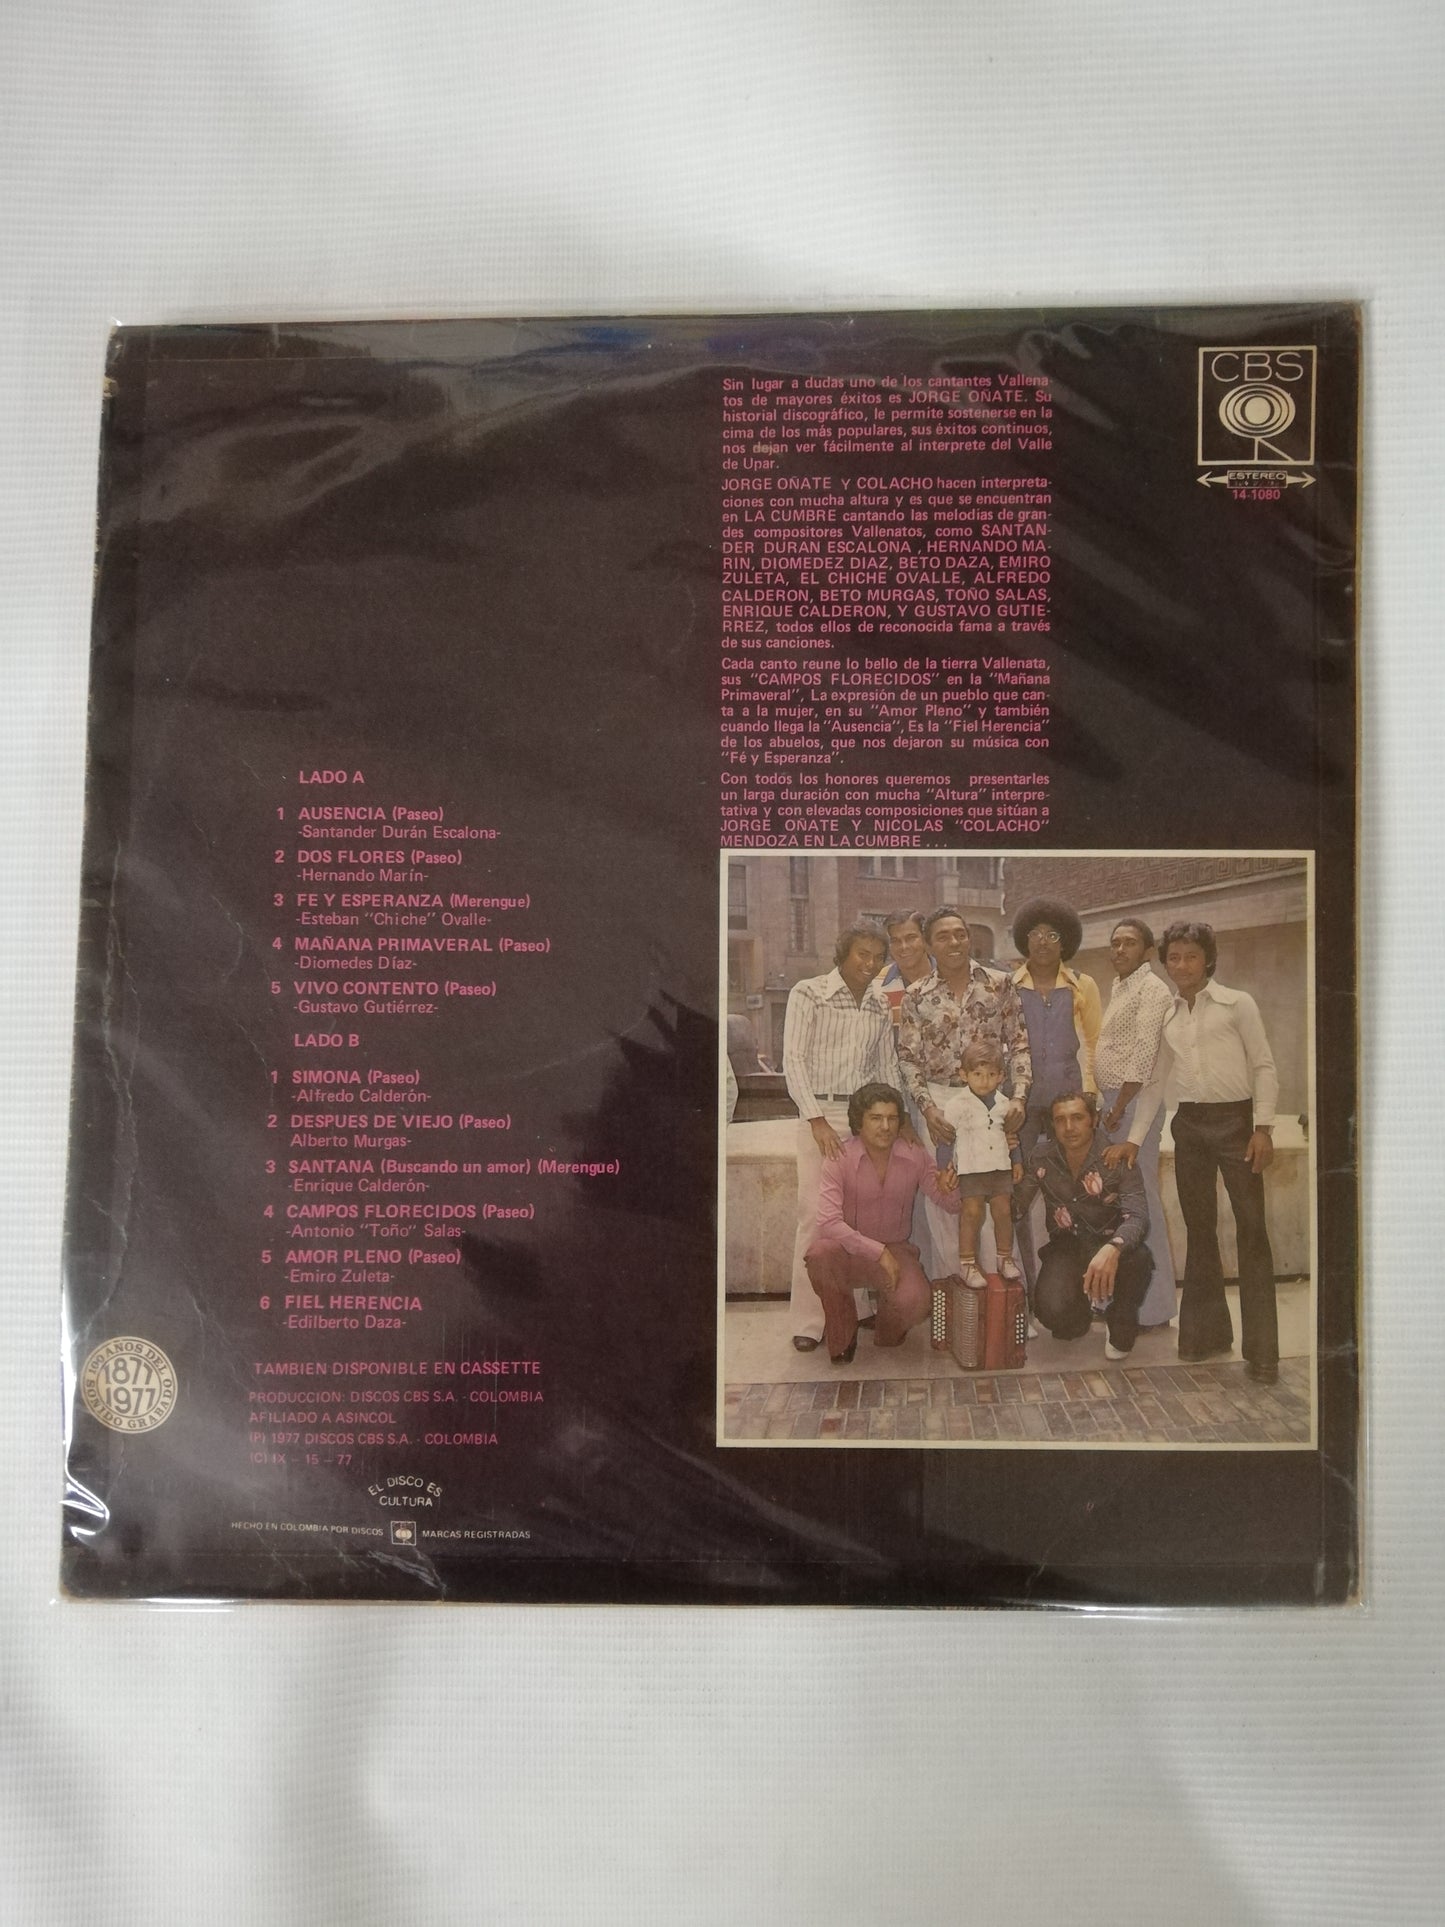 CBS
ESTEREO
14-1080
Sin lugar a dudas uno de los cantantes Vallena-
tos de mayores éxitos es JORGE OÑATE. Su
historial discográfico, le permite sostenerse en la
cima de los más populares, sus éxitos continuos,
nos dejan ver fácilmente al interprete del Valle
de Upar.
JORGE OÑATE Y COLACHO hacen interpreta-
ciones con mucha altura y es que se encuentran
en LA CUMBRE cantando las melodías de gran-
des compositores Vallenatos, como SANTAN-
DER DURAN ESCALONA , HERNANDO MA-
RIN, DIOMEDEZ DIAZ, BETO DAZA, EMIRO
ZULETA, EL CHICHE OVALLE, ALFREDO
CALDERON, BETO MURGAS, TOÑO SALAS,
ENRIQUE CALDERON, Y GUSTAVO GUTIE-
RREZ, todos ellos de reconocida fama a través
de sus canciones.
Cada canto reune lo bello de la tierra Vallenata,
sus "CAMPOS FLORECIDOS" en la "Mañana
Primaveral", La expresión de un pueblo que can-
ta a la mujer, en su "Amor Pleno" y también
cuando llega la "Ausencia", Es la "Fiel Herencia"
de los abuelos, que nos dejaron su música con
"Fé y Esperanza".
Con todos los honores queremos presentarles
un larga duración con mucha "Altura" interpre-
tativa y con elevadas composiciones que sitúan a
JORGE OÑATE Y NICOLAS "COLACHO"
MENDOZA EN LA CUMBRE . . .
LADO A
1 AUSENCIA (Paseo)
-Santander Durán Escalona-
2 DOS FLORES (Paseo)
-Hernando Marín-
3 FE Y ESPERANZA (Merengue)
-Esteban "Chiche" Ovalle-
4 MAÑANA PRIMAVERAL (Paseo)
-Diomedes Díaz-
5 VIVO CONTENTO (Paseo)
-Gustavo Gutiérrez-
LADO B
1 SIMONA (Paseo)
-Alfredo Calderón-
2 DESPUES DE VIEJO (Paseo)
Alberto Murgas-
3 SANTANA (Buscando un amor) (Merengue)
-Enrique Calderón-
4 CAMPOS FLORECIDOS (Paseo)
-Antonio "Toño" Salas-
5 AMOR PLENO (Paseo)
-Emiro Zuleta-
6 FIEL HERENCIA
-Edilberto Daza-
100 AÑOS DEL SONIDO GRABADO
1877
1977
TAMBIEN DISPONIBLE EN CASSETTE
PRODUCCION: DISCOS CBS S.A. - COLOMBIA
AFILIADO A ASINCOL
(P) 1977 DISCOS CBS S.A. - COLOMBIA
(C) IX - 15 - 77
EL DISCO ES
CULTURA
HECHO EN COLOMBIA POR DISCOS CBS MARCAS REGISTRADAS